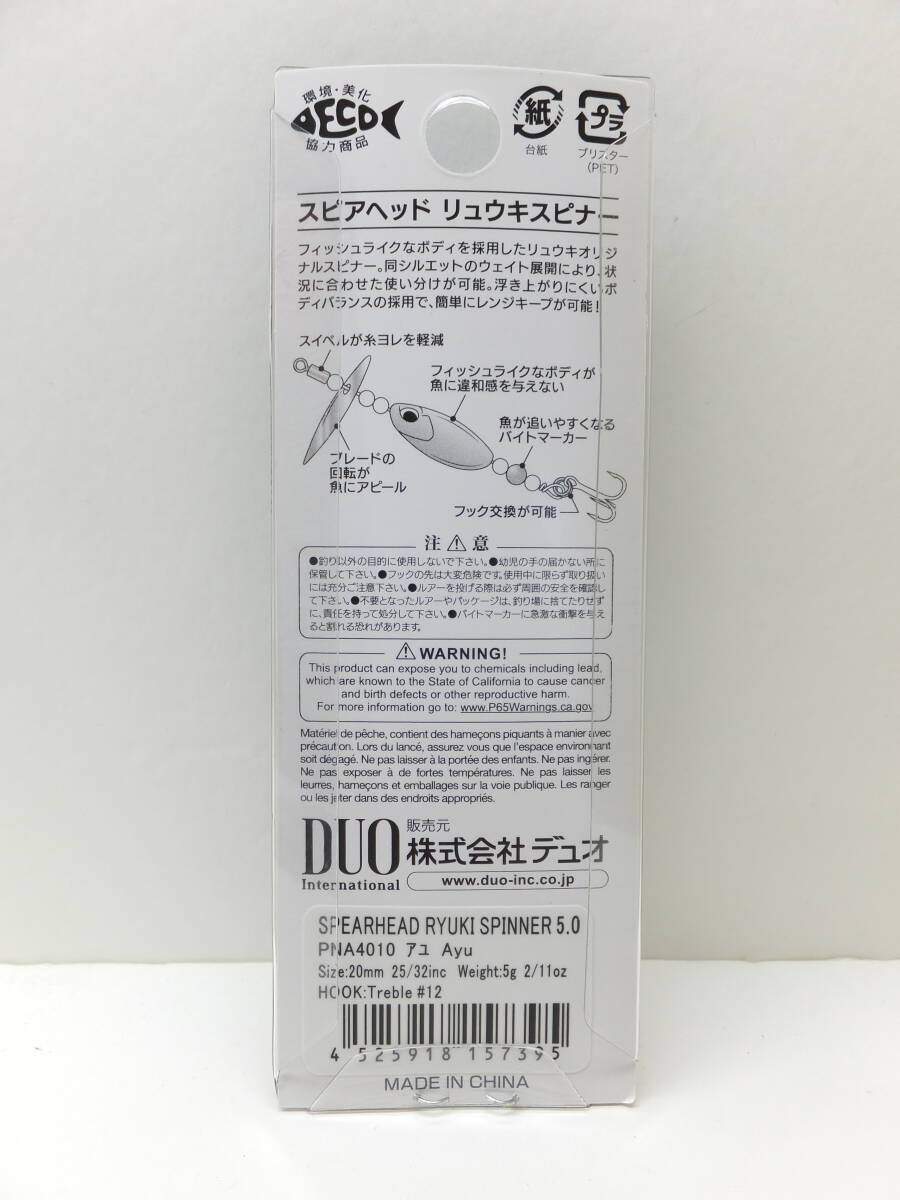 環境・美化
ECO
協力商品
紙
台紙
プラ
ブリスター
(PET)
スピアヘッド リュウキスピナー
フィッシュライクなボディを採用したリュウキオリジ
ナルスピナー。同シルエットのウェイト展開により、状
況に合わせた使い分けが可能。浮き上がりにくいボ
ディバランスの採用で、簡単にレンジキープが可能!
スイベルが糸ヨレを軽減
フィッシュライクなボディが
魚に違和感を与えない
魚が追いやすくなる
バイトマーカー
ブレードの
回転が
魚にアピール
フック交換が可能
注⚠意
●釣り以外の目的に使用しないで下さい。●幼児の手の届かない所に
保管して下さい。●フックの先は大変危険です。使用中に限らず取り扱い
には充分ご注意下さい。●ルアーを投げる際は必ず周囲の安全を確認し
て下さい。●不要となったルアーやパッケージは、釣り場に捨てたりせず
に、責任を持って処分して下さい。●バイトマーカーに急激な衝撃を与え
ると割れる恐れがあります。
⚠WARNING!
This product can expose you to chemicals including lead,
which are known to the State of California to cause cancer
and birth defects or other reproductive harm.
For more information go to: www.P65Warnings.ca.gov
Matériel de pêche, contient des hameçons piquants à manier avec
précaution. Lors du lancé, assurez vous que l'espace environnant
soit dégagé. Ne pas laisser à la portée des enfants. Ne pas ingérer.
Ne pas exposer à de fortes températures. Ne pas laisser les
leurres, hameçons et emballages sur la voie publique. Les ranger
ou les jeter dans des endroits appropriés.
DUO
International
販売元
株式会社デュオ
www.duo-inc.co.jp
SPEARHEAD RYUKI SPINNER 5.0
PNA4010 アユ Ayu
Size:20mm 25/32inc Weight:5g 2/11oz
HOOK:Treble #12
4 525918 157395
MADE IN CHINA